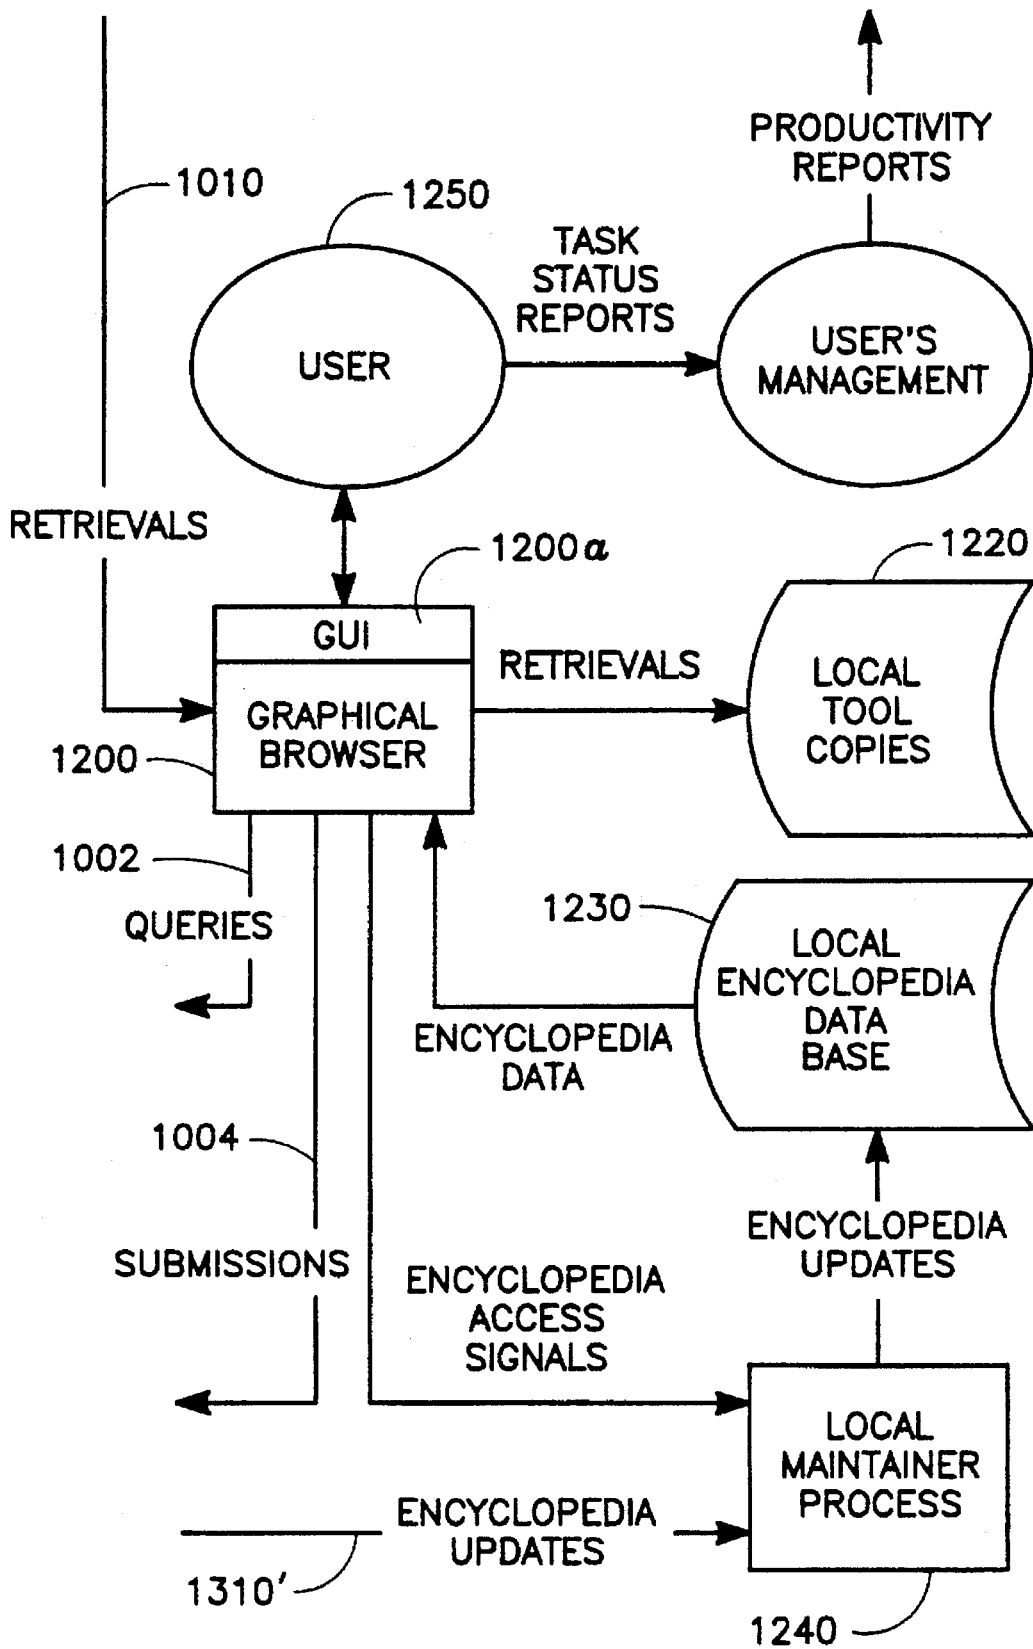 PRODUCTIVITY
REPORTS
1010
1250
TASK
STATUS
REPORTS
USER
USER'S
MANAGEMENT
RETRIEVALS
1200a
1220
GUI
RETRIEVALS
LOCAL
TOOL
COPIES
GRAPHICAL
BROWSER
1200
1002
QUERIES
1230
LOCAL
ENCYCLOPEDIA
DATA
BASE
ENCYCLOPEDIA
DATA
1004
SUBMISSIONS
ENCYCLOPEDIA
UPDATES
ENCYCLOPEDIA
ACCESS
SIGNALS
LOCAL
MAINTAINER
PROCESS
ENCYCLOPEDIA
UPDATES
1310'
1240